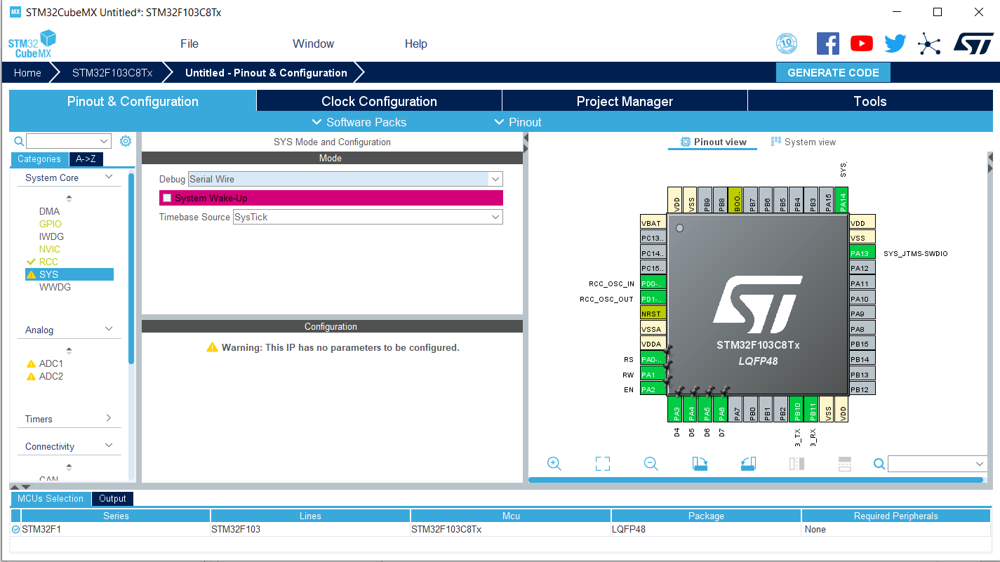 MX STM32CubeMX Untitled*: STM32F103C8Tx
STM32
CubeMX
File Window Help
10
Home STM32F103C8Tx Untitled - Pinout & Configuration GENERATE CODE
Pinout & Configuration Clock Configuration Project Manager Tools
Software Packs Pinout
SYS Mode and Configuration
Categories A->Z
System Core
DMA
GPIO
IWDG
NVIC
RCC
SYS
WWDG
Analog
ADC1
ADC2
Timers
Connectivity
CAN
Mode
Debug Serial Wire
System Wake-Up
Timebase Source SysTick
Configuration
Warning: This IP has no parameters to be configured.
Pinout view System view
SYS.
VDD VSS PB9 PB8 BOO.. PB7 PB6 PB5 PB4 PB3 PA15 PA14
VBAT
PC13..
PC14..
PC15..
RCC_OSC_IN PD0-..
RCC_OSC_OUT PD1-..
NRST
VSSA
VDDA
RS PA0-..
RW PA1
EN PA2
VDD
VSS
PA13 SYS_JTMS-SWDIO
PA12
PA11
PA10
PA9
PA8
PB15
PB14
PB13
PB12
STM32F103C8Tx
LQFP48
PA3 PA4 PA5 PA6 PA7 PB0 PB1 PB2 PB10 PB11 VSS VDD
D4 D5 D6 D7 3_TX 3_RX
MCUs Selection Output
Series Lines Mcu Package Required Peripherals
STM32F1 STM32F103 STM32F103C8Tx LQFP48 None